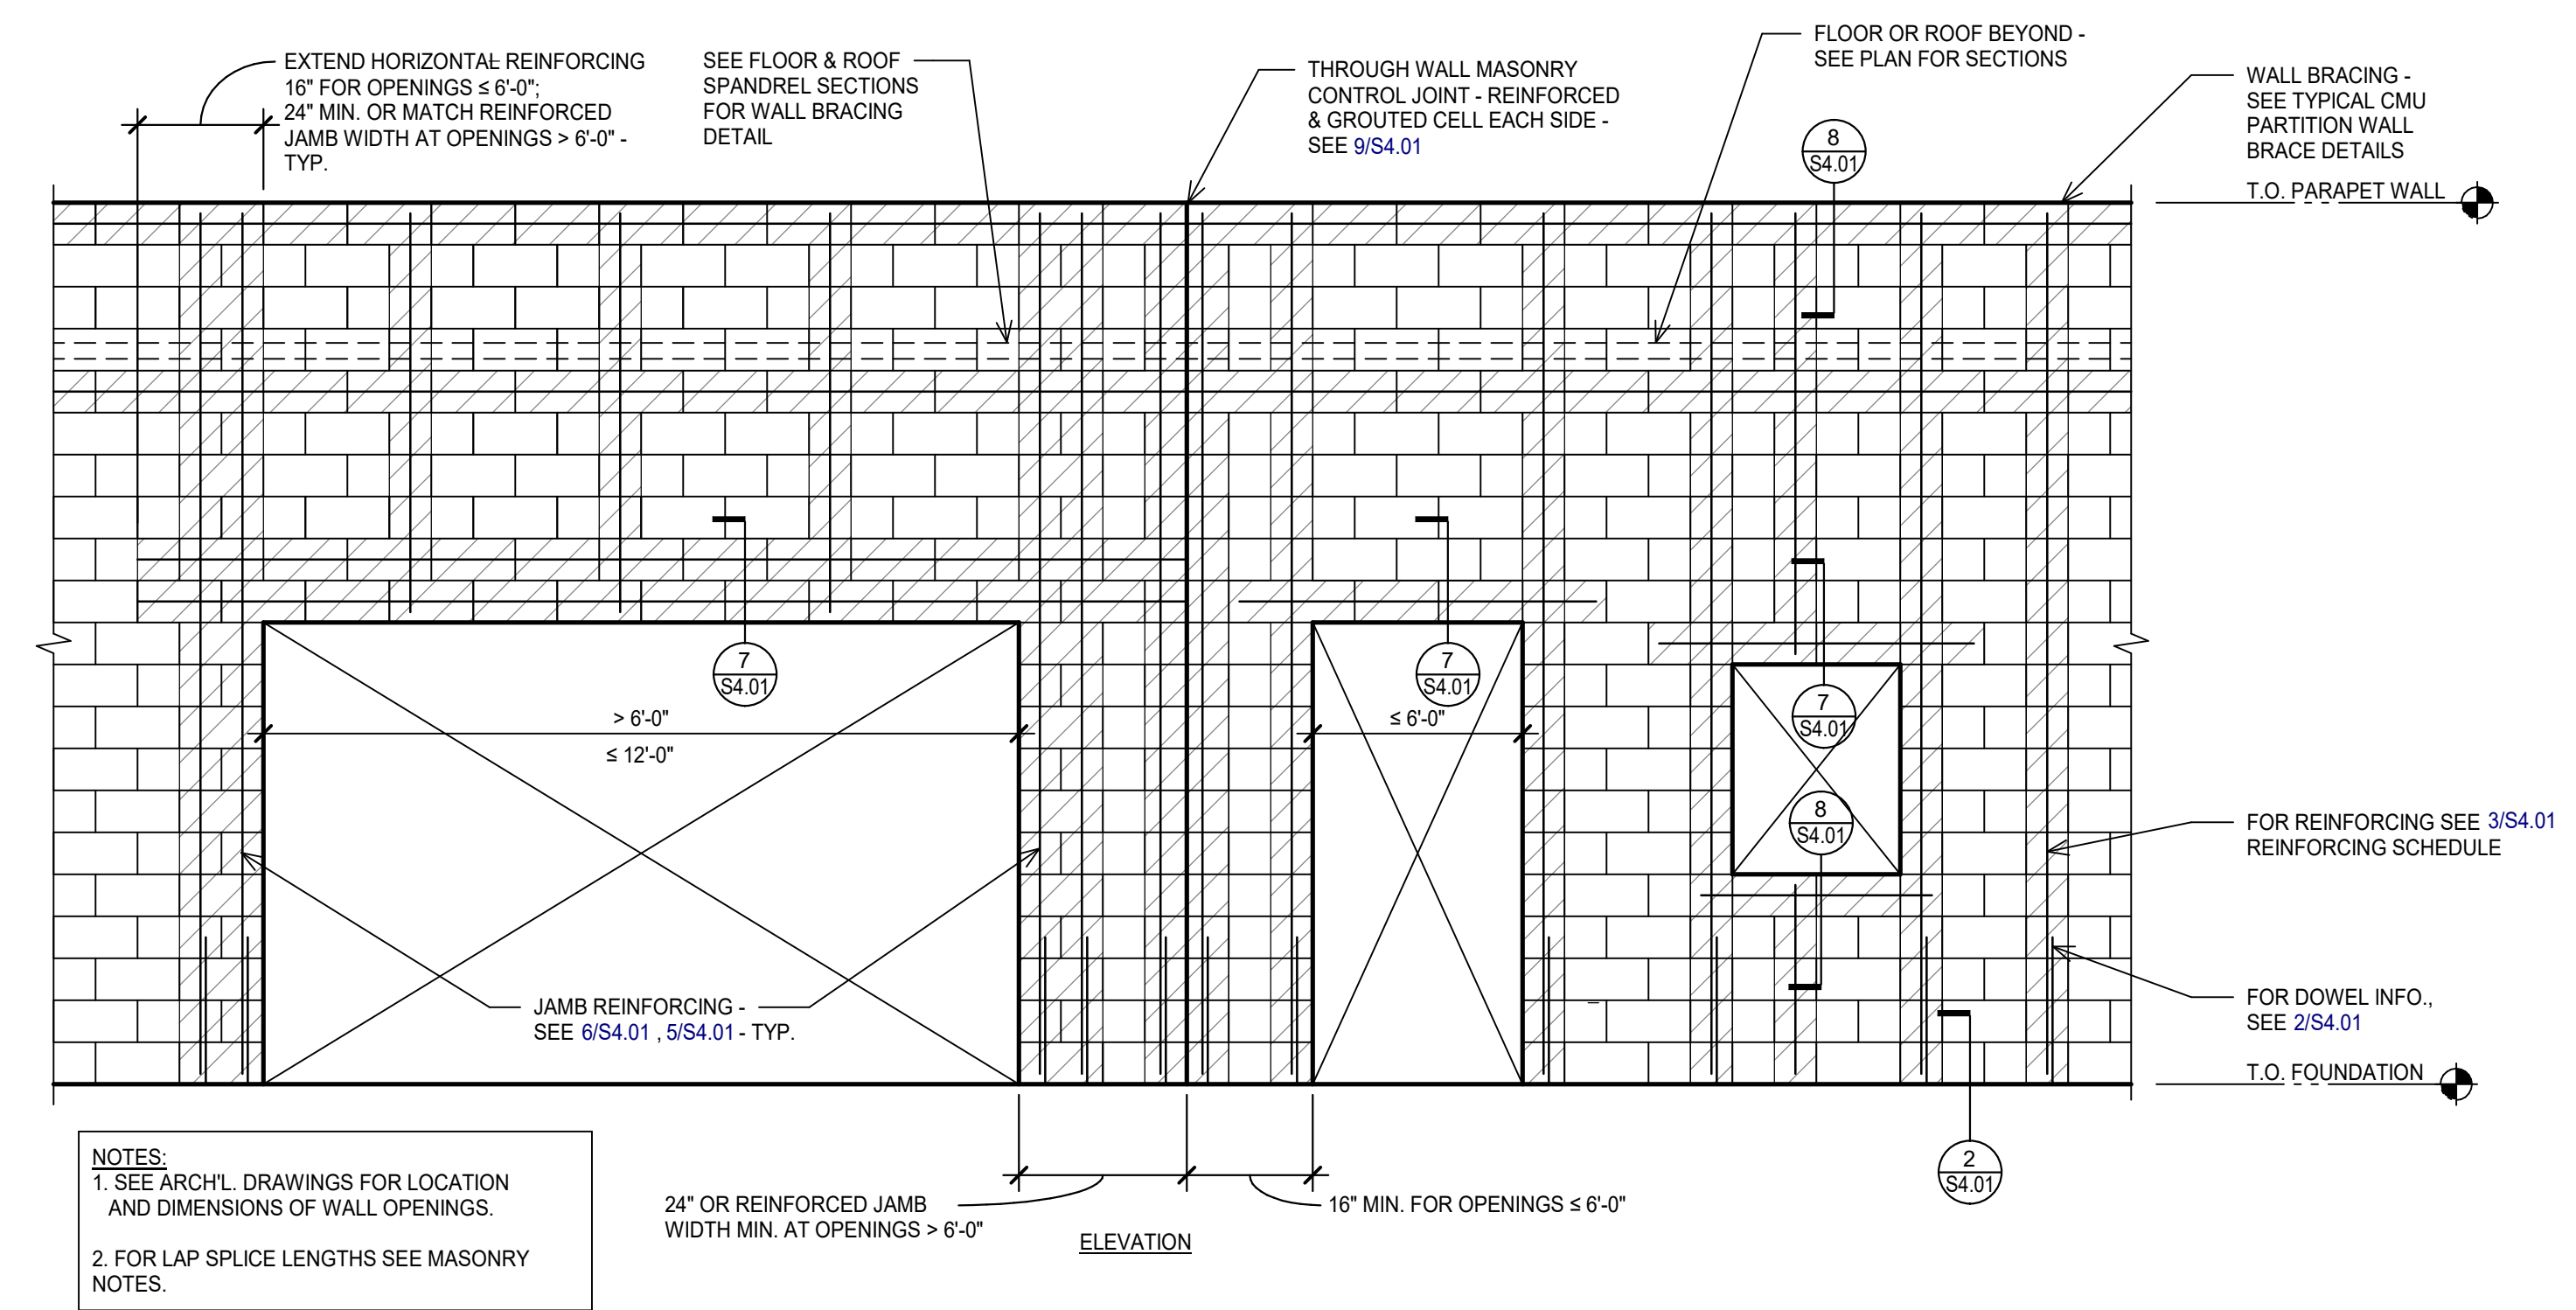 EXTEND HORIZONTAL REINFORCING
16" FOR OPENINGS ≤ 6'-0";
24" MIN. OR MATCH REINFORCED
JAMB WIDTH AT OPENINGS > 6'-0" -
TYP.
SEE FLOOR & ROOF
SPANDREL SECTIONS
FOR WALL BRACING
DETAIL
THROUGH WALL MASONRY
CONTROL JOINT - REINFORCED
& GROUTED CELL EACH SIDE -
SEE 9/S4.01
FLOOR OR ROOF BEYOND -
SEE PLAN FOR SECTIONS
WALL BRACING -
SEE TYPICAL CMU
PARTITION WALL
BRACE DETAILS
T.O. PARAPET WALL
8
S4.01
7
S4.01
7
S4.01
7
S4.01
8
S4.01
> 6'-0"
≤ 12'-0"
≤ 6'-0"
JAMB REINFORCING -
SEE 6/S4.01 , 5/S4.01 - TYP.
FOR REINFORCING SEE 3/S4.01
REINFORCING SCHEDULE
FOR DOWEL INFO.,
SEE 2/S4.01
T.O. FOUNDATION
2
S4.01
24" OR REINFORCED JAMB
WIDTH MIN. AT OPENINGS > 6'-0"
16" MIN. FOR OPENINGS ≤ 6'-0"
ELEVATION
NOTES:
1. SEE ARCH'L. DRAWINGS FOR LOCATION
AND DIMENSIONS OF WALL OPENINGS.
2. FOR LAP SPLICE LENGTHS SEE MASONRY
NOTES.